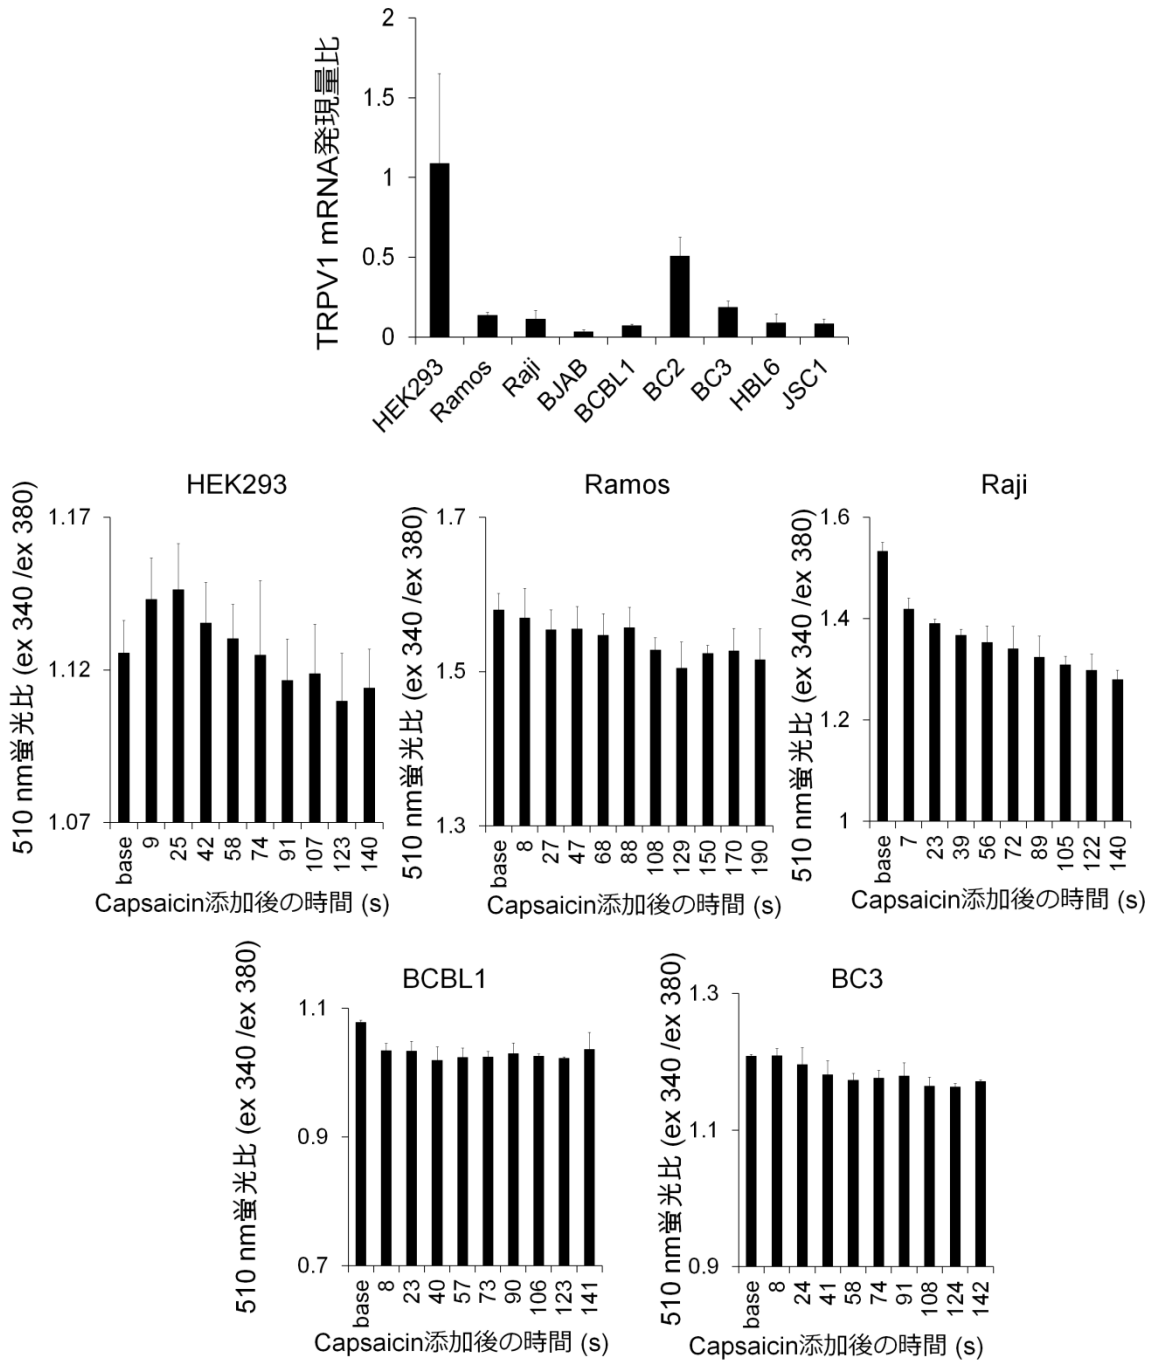 TRPV1 mRNA発現量比
2
1.5
1
0.5
0
HEK293
Ramos
Raji
BJAB
BCBL1
BC2
BC3
HBL6
JSC1
HEK293
510 nm蛍光比 (ex 340 /ex 380)
1.17
1.12
1.07
base
9
25
42
58
74
91
107
123
140
Capsaicin添加後の時間 (s)
Ramos
510 nm蛍光比 (ex 340 /ex 380)
1.7
1.5
1.3
base
8
27
47
68
88
108
129
150
170
190
Capsaicin添加後の時間 (s)
Raji
510 nm蛍光比 (ex 340 /ex 380)
1.6
1.4
1.2
1
base
7
23
39
56
72
89
105
122
140
Capsaicin添加後の時間 (s)
BCBL1
510 nm蛍光比 (ex 340 /ex 380)
1.1
0.9
0.7
base
8
23
40
57
73
90
106
123
141
Capsaicin添加後の時間 (s)
BC3
510 nm蛍光比 (ex 340 /ex 380)
1.3
1.1
0.9
base
8
24
41
58
74
91
108
124
142
Capsaicin添加後の時間 (s)